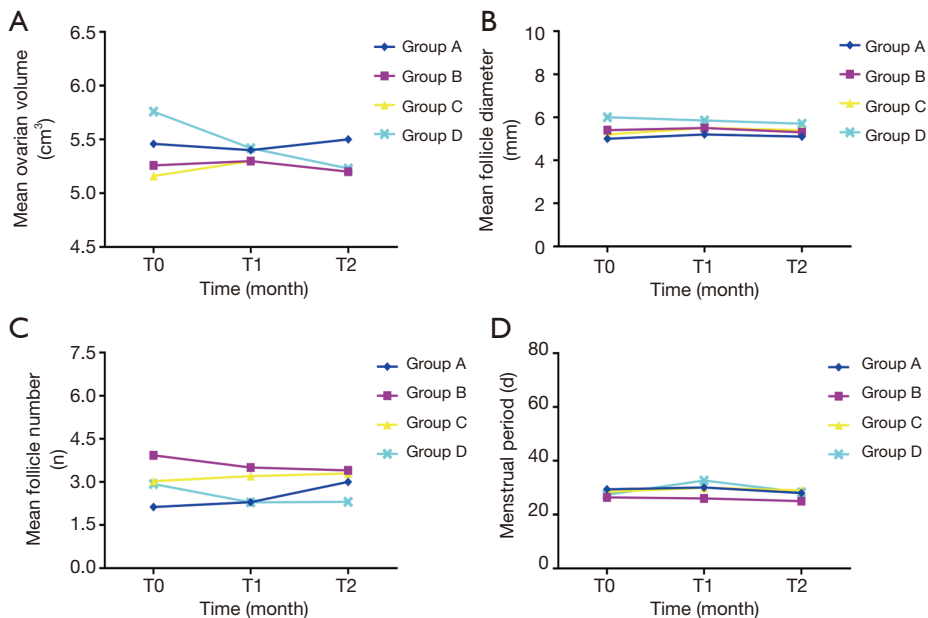 A
Mean ovarian volume
(cm³)
6.5
6.0
5.5
5.0
4.5
T0
T1
T2
Time (month)
Group A
Group B
Group C
Group D
B
Mean follicle diameter
(mm)
10
8
6
4
2
0
T0
T1
T2
Time (month)
Group A
Group B
Group C
Group D
C
Mean follicle number
(n)
7.5
6.0
4.5
3.0
1.5
0.0
T0
T1
T2
Time (month)
Group A
Group B
Group C
Group D
D
Menstrual period (d)
80
60
40
20
0
T0
T1
T2
Time (month)
Group A
Group B
Group C
Group D